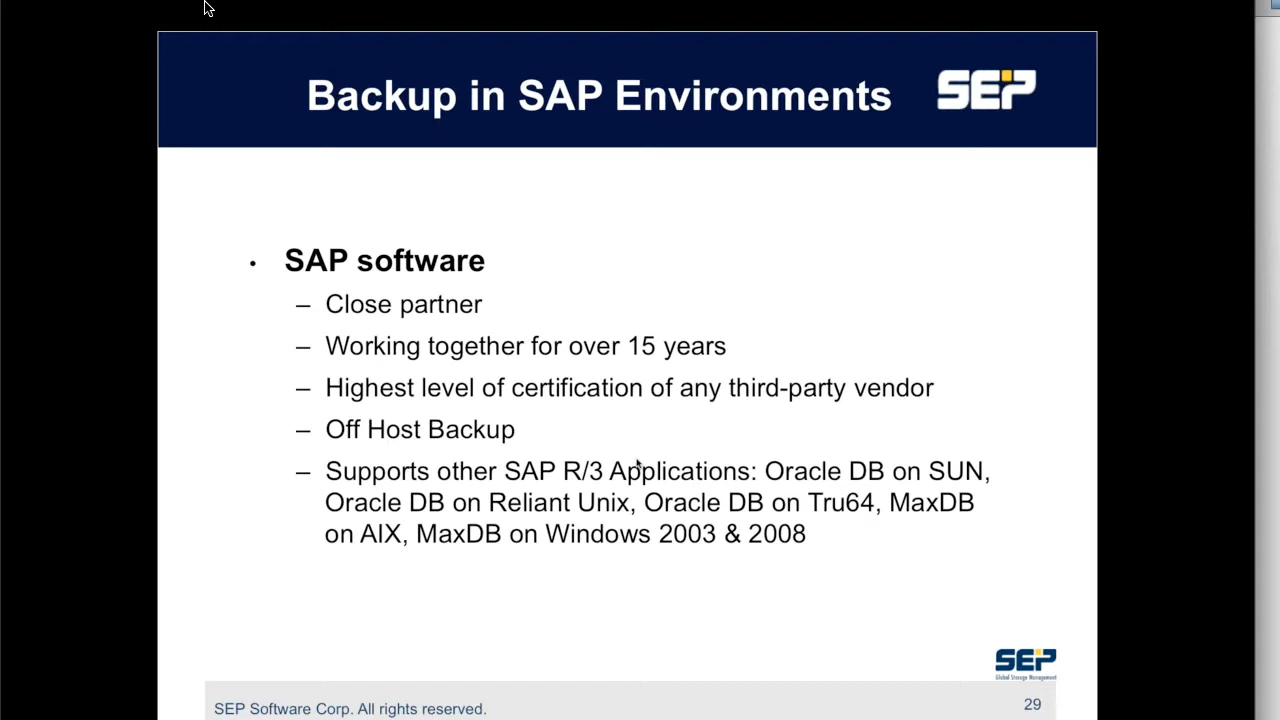 Backup in SAP Environments
SEP
• SAP software
– Close partner
– Working together for over 15 years
– Highest level of certification of any third-party vendor
– Off Host Backup
– Supports other SAP R/3 Applications: Oracle DB on SUN,
Oracle DB on Reliant Unix, Oracle DB on Tru64, MaxDB
on AIX, MaxDB on Windows 2003 & 2008
SEP
Global Storage Management
SEP Software Corp. All rights reserved.
29